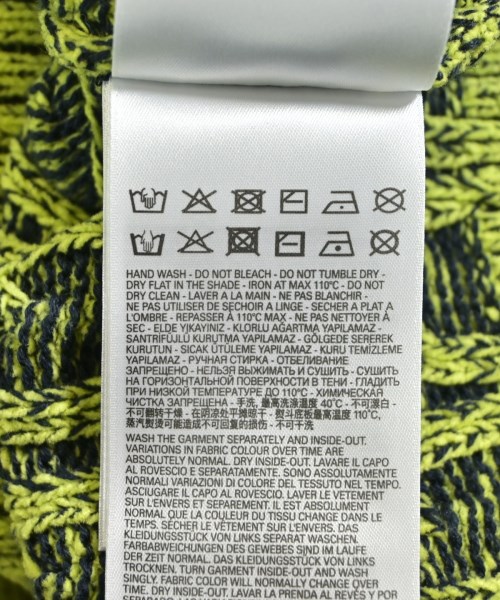 HAND WASH - DO NOT BLEACH - DO NOT TUMBLE DRY -
DRY FLAT IN THE SHADE - IRON AT MAX 110°C - DO NOT
DRY CLEAN - LAVER A LA MAIN - NE PAS BLANCHIR -
NE PAS UTILISER DE SECHOIR A LINGE - SECHER A PLAT A
L'OMBRE - REPASSER A 110°C MAX - NE PAS NETTOYER A
SEC - ELDE YIKAYINIZ - KLORLU AĞARTMA YAPILAMAZ -
SANTRIFÜJLÜ KURUTMA YAPILAMAZ - GÖLGEDE SEREREK
KURUTUN - SICAK ÜTÜLEME YAPILAMAZ - KURU TEMİZLEME
YAPILAMAZ - РУЧНАЯ СТИРКА - ОТБЕЛИВАНИЕ
ЗАПРЕЩЕНО - НЕЛЬЗЯ ВЫЖИМАТЬ И СУШИТЬ - СУШИТЬ
НА ГОРИЗОНТАЛЬНОЙ ПОВЕРХНОСТИ В ТЕНИ - ГЛАДИТЬ
ПРИ НИЗКОЙ ТЕМПЕРАТУРЕ ДО 110°C - ХИМИЧЕСКАЯ
ЧИСТКА ЗАПРЕЩЕНА - 手洗, 最高洗涤温度 40°C - 不可漂白 -
不可翻转干燥 - 在阴凉处平摊晾干 - 熨斗底板最高温度 110°C,
蒸汽熨烫可能造成不可回复的损伤 - 不可干洗
WASH THE GARMENT SEPARATELY AND INSIDE-OUT.
VARIATIONS IN FABRIC COLOUR OVER TIME ARE
ABSOLUTELY NORMAL. DRY INSIDE-OUT. LAVARE IL CAPO
AL ROVESCIO E SEPARATAMENTE. SONO ASSOLUTAMENTE
NORMALI VARIAZIONI DI COLORE DEL TESSUTO NEL TEMPO.
ASCIUGARE IL CAPO AL ROVESCIO. LAVER LE VETEMENT
SUR L'ENVERS ET SEPARÉMENT. IL EST ABSOLUMENT
NORMAL QUE LA COULEUR DU TISSU CHANGE DANS LE
TEMPS. SÉCHER LE VÊTEMENT SUR L'ENVERS. DAS
KLEIDUNGSSTÜCK VON LINKS SEPARAT WASCHEN.
FARBABWEICHUNGEN DES GEWEBES SIND IM LAUFE
DER ZEIT NORMAL. DAS KLEIDUNGSSTÜCK VON LINKS
TROCKNEN. TURN GARMENT INSIDE-OUT AND WASH
SINGLY. FABRIC COLOR WILL NORMALLY CHANGE OVER
TIME. DRY INSIDE-OUT. LAVAR LA PRENDA AL REVÉS Y POR